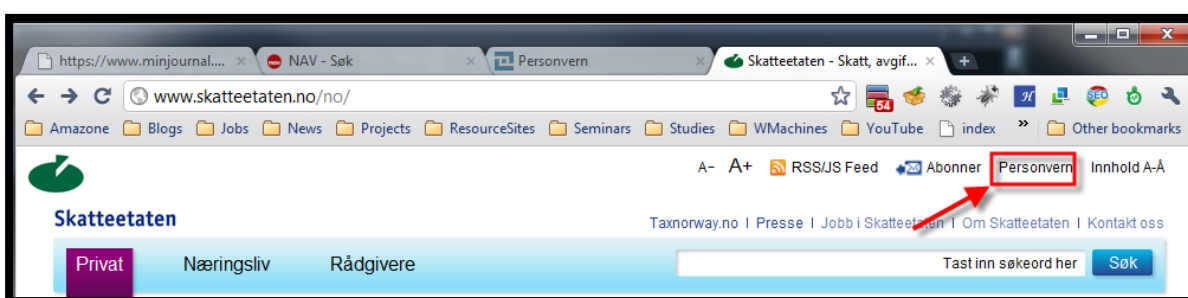 https://www.minjournal.... NAV - Søk Personvern Skatteetaten - Skatt, avgif...
www.skatteetaten.no/no/ 54 H SEO
Amazone Blogs Jobs News Projects ResourceSites Seminars Studies WMachines YouTube index » Other bookmarks
A- A+ RSS/JS Feed Abonner Personvern Innhold A-Å
Skatteetaten
Taxnorway.no | Presse | Jobb i Skatteetaten | Om Skatteetaten | Kontakt oss
Privat Næringsliv Rådgivere Tast inn søkeord her Søk